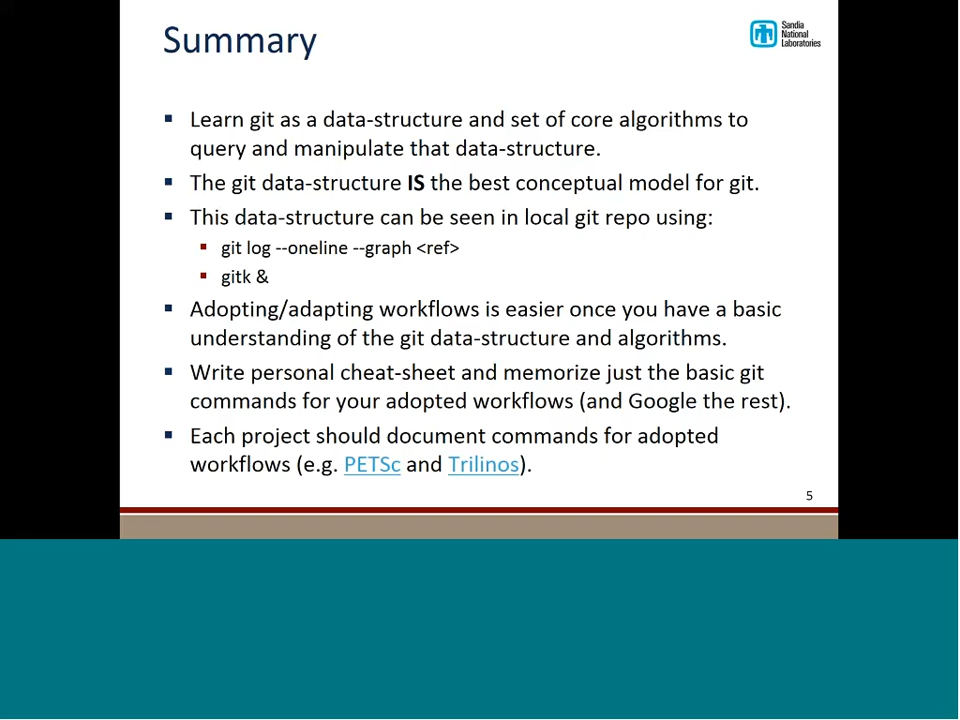 Summary
Sandia
National
Laboratories
▪ Learn git as a data-structure and set of core algorithms to
query and manipulate that data-structure.
▪ The git data-structure IS the best conceptual model for git.
▪ This data-structure can be seen in local git repo using:
▪ git log --oneline --graph <ref>
▪ gitk &
▪ Adopting/adapting workflows is easier once you have a basic
understanding of the git data-structure and algorithms.
▪ Write personal cheat-sheet and memorize just the basic git
commands for your adopted workflows (and Google the rest).
▪ Each project should document commands for adopted
workflows (e.g. PETSc and Trilinos).
5